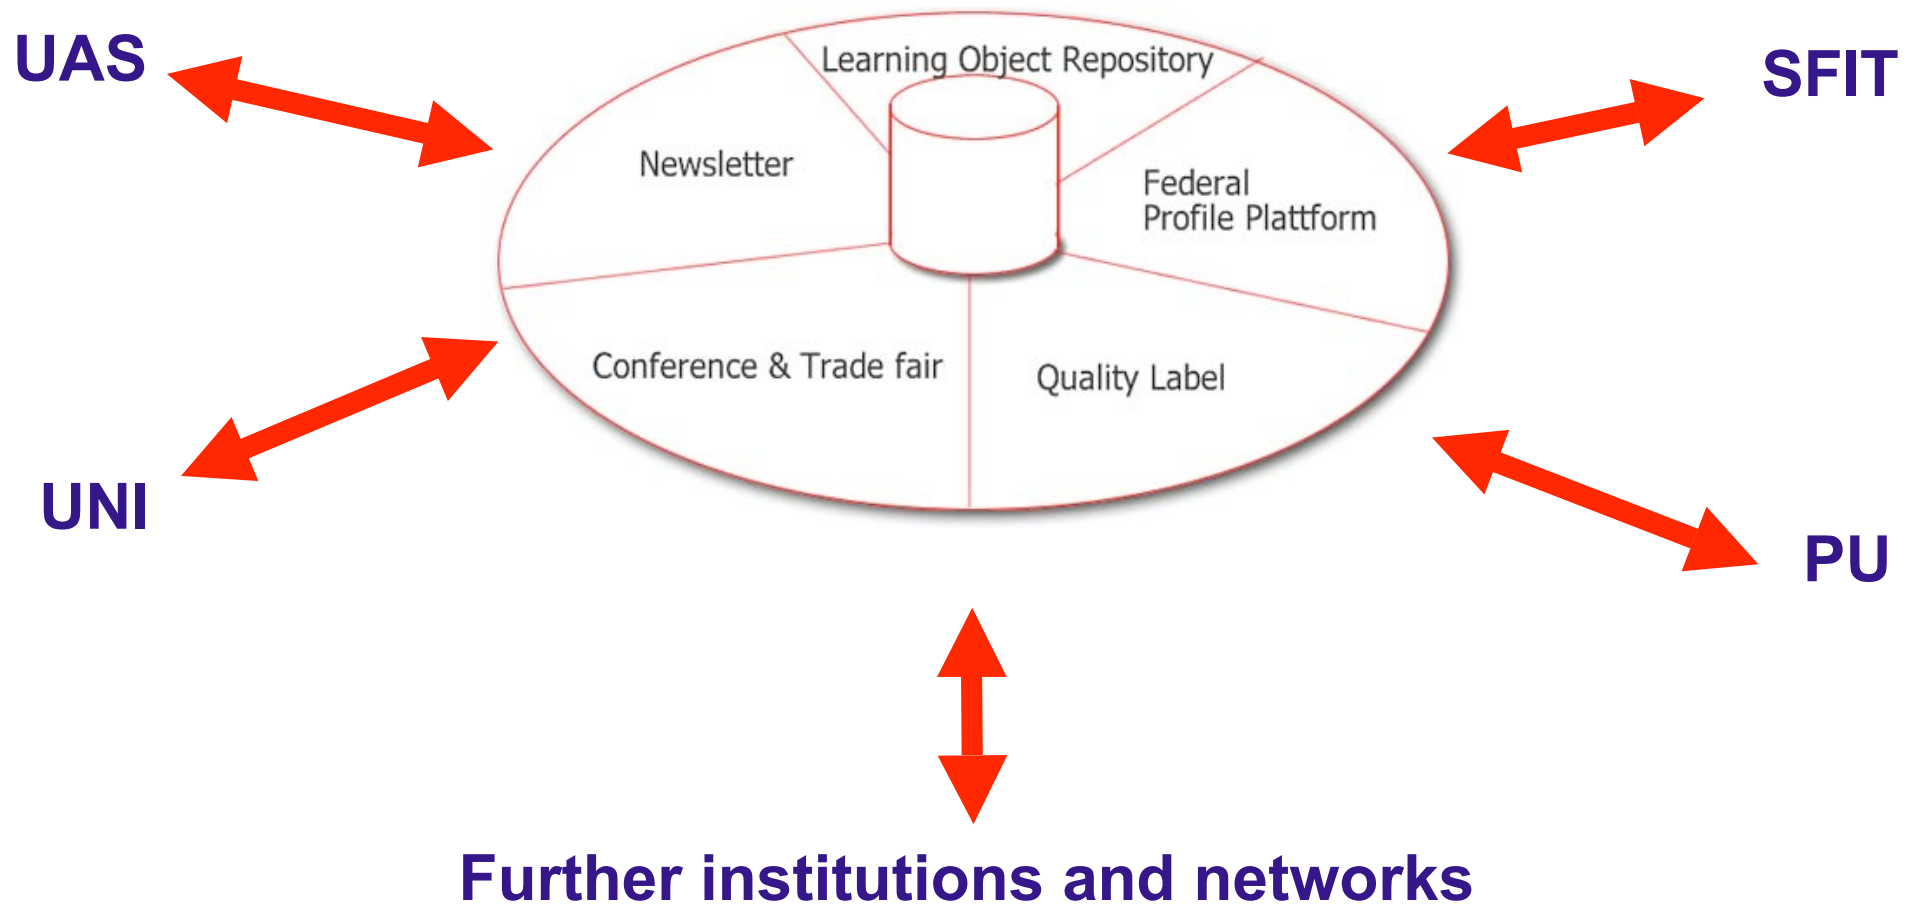 UAS
SFIT
Learning Object Repository
Newsletter
Federal
Profile Plattform
Conference & Trade fair
Quality Label
UNI
PU
Further institutions and networks